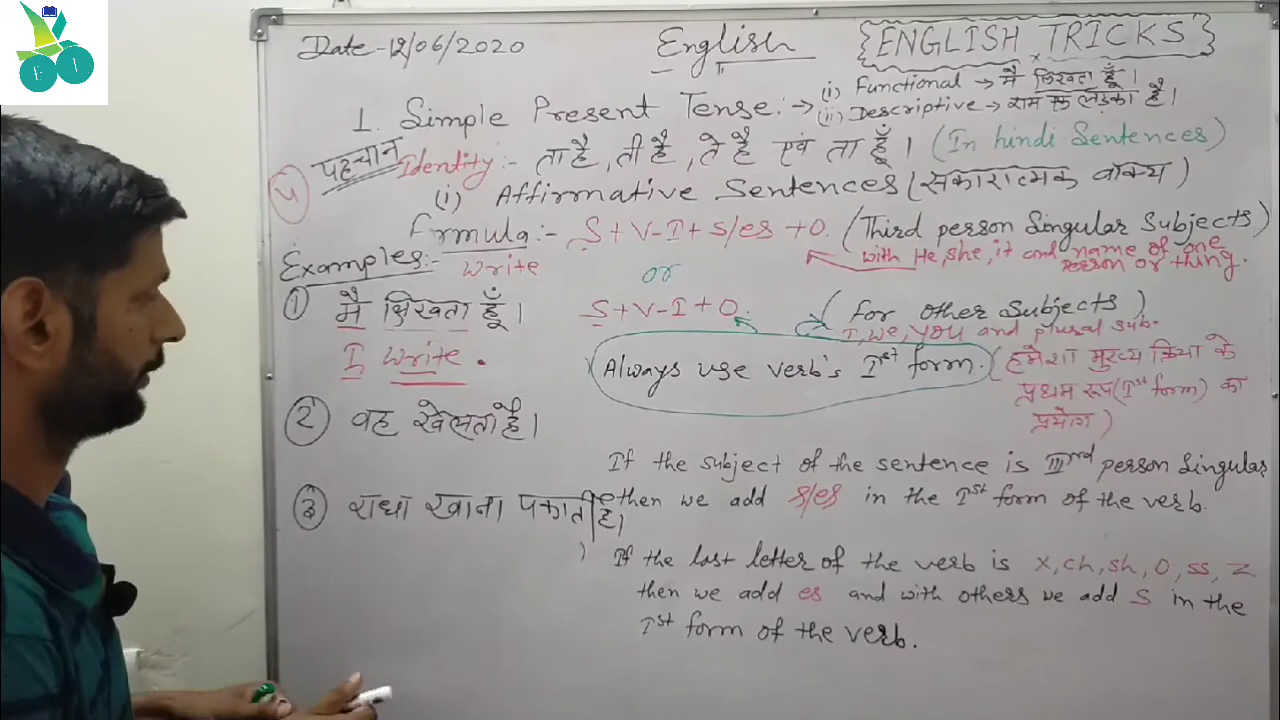 Date-12/06/2020
English
ENGLISH TRICKS
1. Simple Present Tense:→
(i) Functional → मै लिखता हूँ।
(ii) Descriptive → राम लड़का है।
पहचान
Identity:- ता है, ती है, ते है एवं ता हूँ। (In hindi Sentences)
(i) Affirmative Sentences (सकारात्मक वाक्य)
formula:- S+V-I+s/es+O. (Third person Singular Subjects)
with He, she, it and name of one
person or thing.
Examples:-
write
or
① मै लिखता हूँ।
S+V-I+O. (for other Subjects)
I, we, you and plural sub.
I write.
Always use verb's Ist form. (हमेशा मुख्य क्रिया के
प्रथम रूप(Ist form) का
प्रयोग)
② वह खेलता है।
If the subject of the sentence is IIIrd person singular
then we add s/es in the Ist form of the verb.
③ राधा खाना पकाती है।
If the last letter of the verb is x, ch, sh, o, ss, z
then we add es and with others we add s in the
Ist form of the verb.